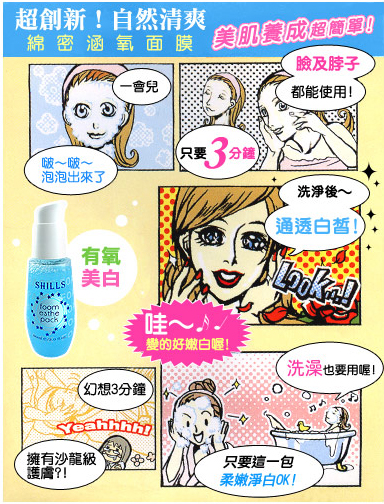 超創新！自然清爽
綿密涵氧面膜
美肌養成超簡單！
一會兒
啵～啵～
泡泡出來了
只要3分鐘
臉及脖子
都能使用！
洗淨後～
通透白皙！
Look...!
有氧
美白
SHILLS
foam
esthe
pack
哇～♪♪
變的好嫩白喔！
幻想3分鐘
Yeahhhh!
擁有沙龍級
護膚?!
洗澡也要用喔！
只要這一包
柔嫩淨白OK！